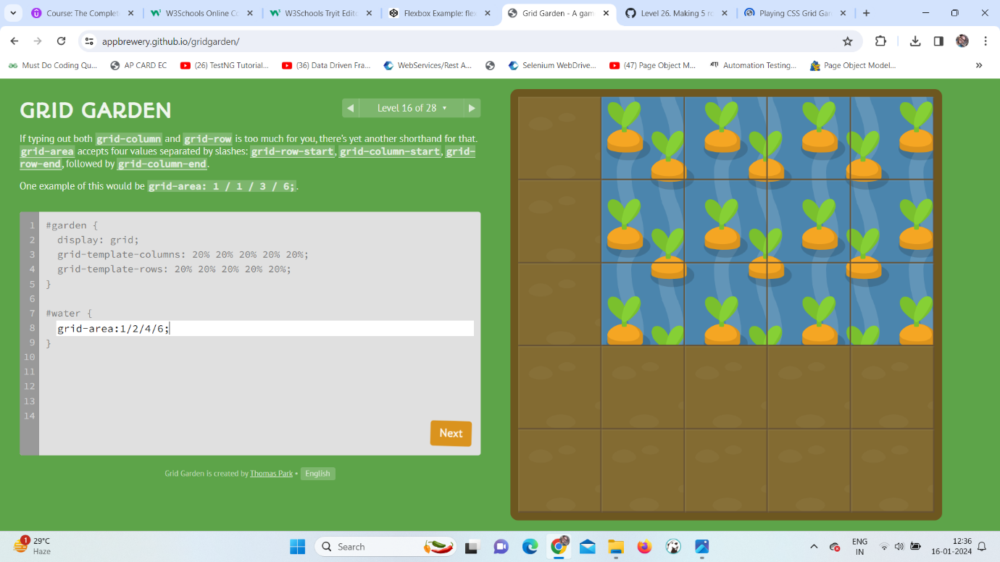 Course: The Complet
W3Schools Online Co
W3Schools Tryit Edito
Flexbox Example: flex
Grid Garden - A gam
Level 26. Making 5 ro
Playing CSS Grid Gar
appbrewery.github.io/gridgarden/
Must Do Coding Qu...
AP CARD EC
(26) TestNG Tutorial...
(36) Data Driven Fra...
WebServices/Rest A...
Selenium WebDrive...
(47) Page Object M...
Automation Testing...
Page Object Model...
GRID GARDEN
Level 16 of 28
If typing out both grid-column and grid-row is too much for you, there's yet another shorthand for that.
grid-area accepts four values separated by slashes: grid-row-start, grid-column-start, grid-
row-end, followed by grid-column-end.
One example of this would be grid-area: 1 / 1 / 3 / 6;.
1 #garden {
2 display: grid;
3 grid-template-columns: 20% 20% 20% 20% 20%;
4 grid-template-rows: 20% 20% 20% 20% 20%;
5 }
6
7 #water {
8 grid-area:1/2/4/6;
9 }
10
11
12
13
14
Next
Grid Garden is created by Thomas Park • English
1
29°C
Haze
Search
ENG
IN
12:36
16-01-2024